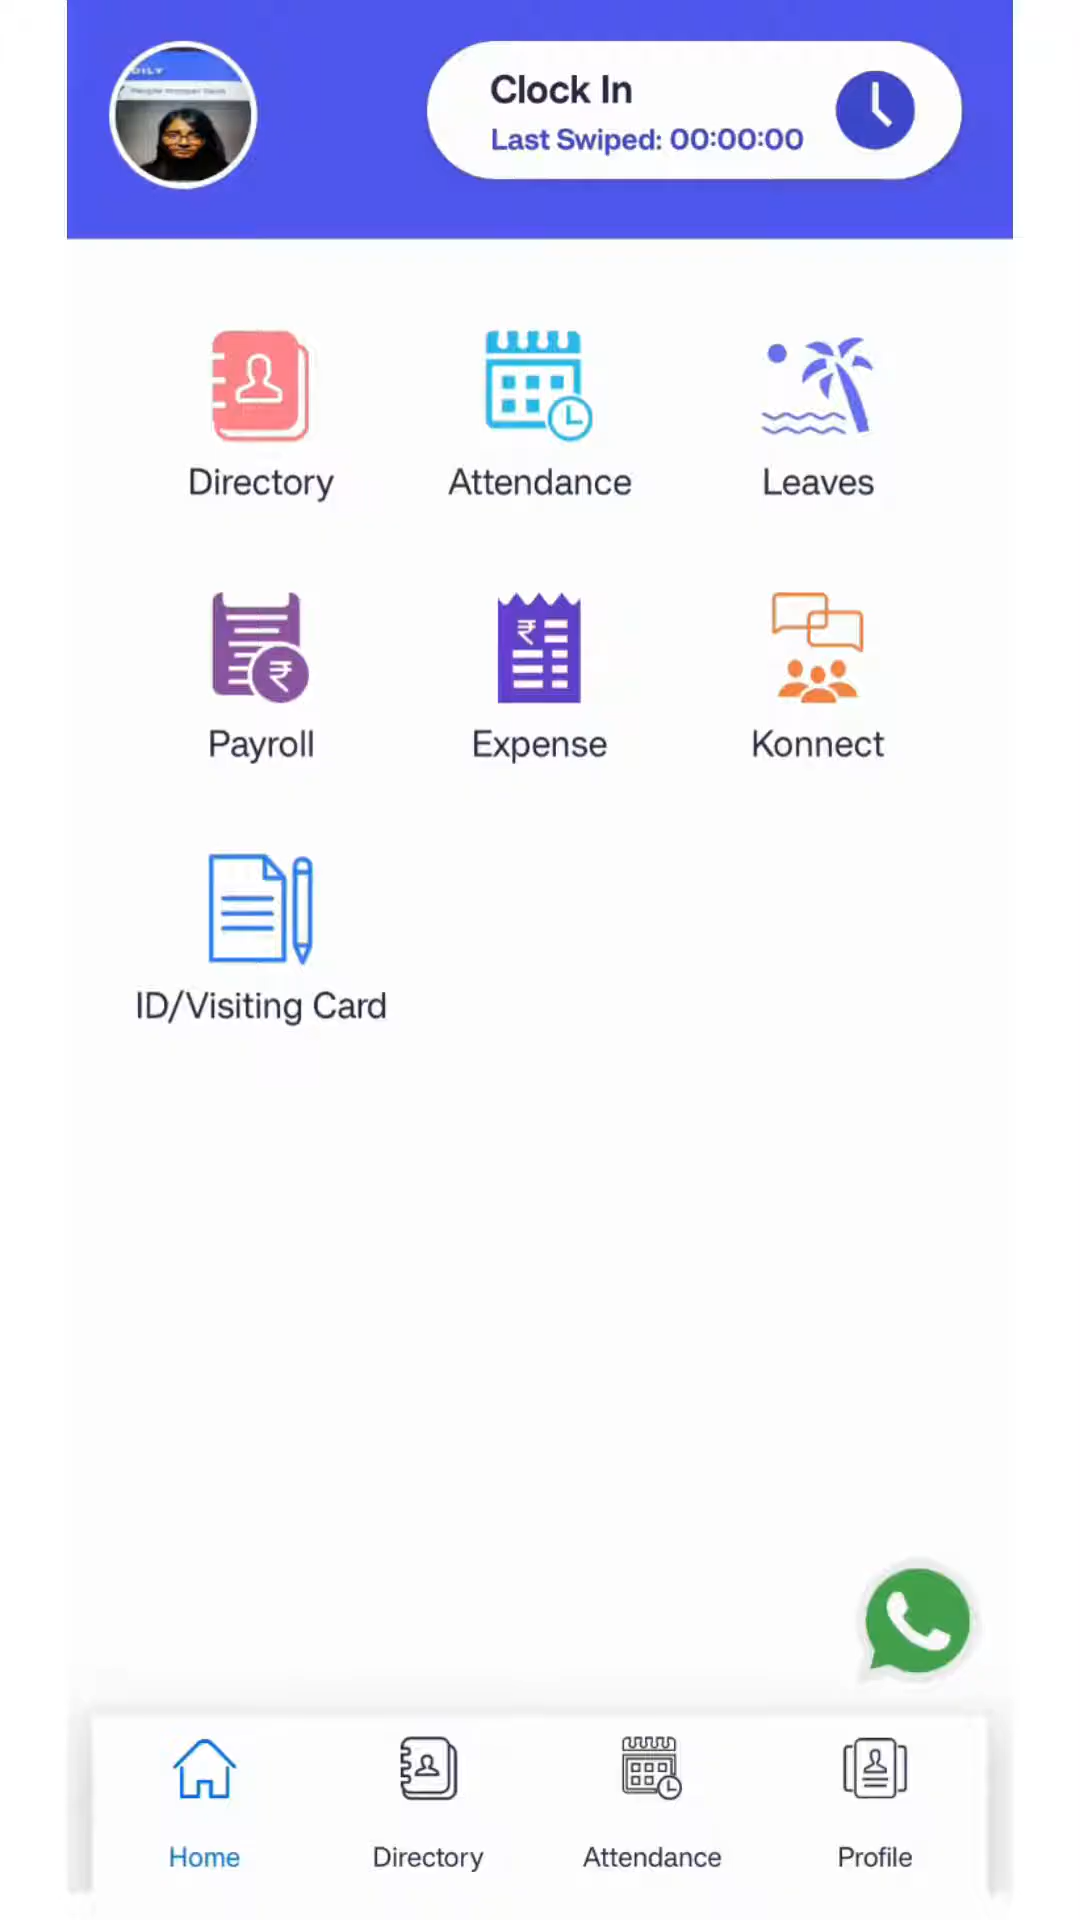 Clock In
Last Swiped: 00:00:00
Directory
Attendance
Leaves
₹
₹
Payroll
Expense
Konnect
ID/Visiting Card
Home
Directory
Attendance
Profile